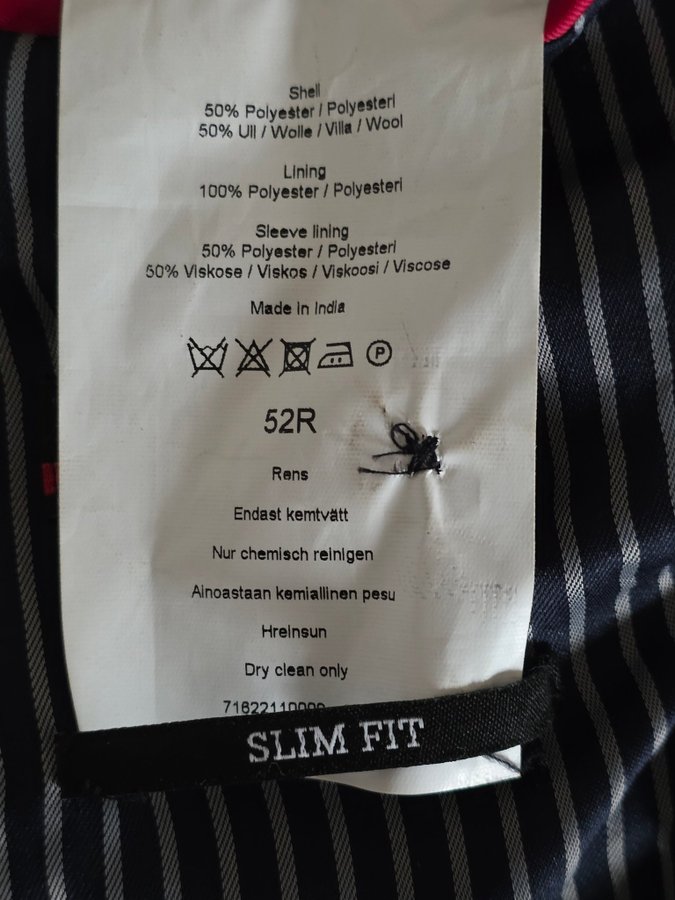 Shell
50% Polyester / Polyesteri
50% Ull / Wolle / Villa / Wool
Lining
100% Polyester / Polyesteri
Sleeve lining
50% Polyester / Polyesteri
50% Viskose / Viskos / Viskoosi / Viscose
Made in India
P
52R
Rens
Endast kemtvätt
Nur chemisch reinigen
Ainoastaan kemiallinen pesu
Hreinsun
Dry clean only
SLIM FIT